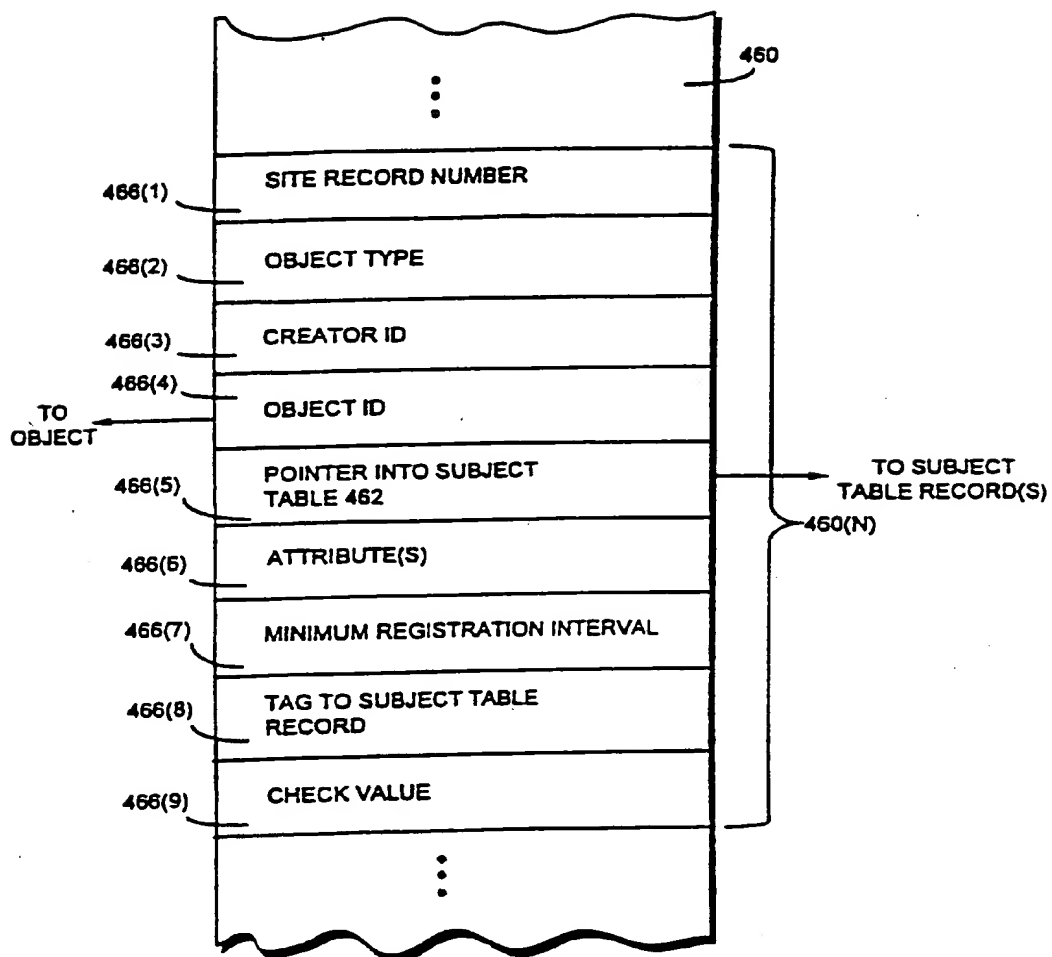 460
466(1)
SITE RECORD NUMBER
466(2)
OBJECT TYPE
466(3)
CREATOR ID
466(4)
OBJECT ID
TO
OBJECT
466(5)
POINTER INTO SUBJECT
TABLE 462
TO SUBJECT
TABLE RECORD(S)
460(N)
466(6)
ATTRIBUTE(S)
466(7)
MINIMUM REGISTRATION INTERVAL
466(8)
TAG TO SUBJECT TABLE
RECORD
466(9)
CHECK VALUE